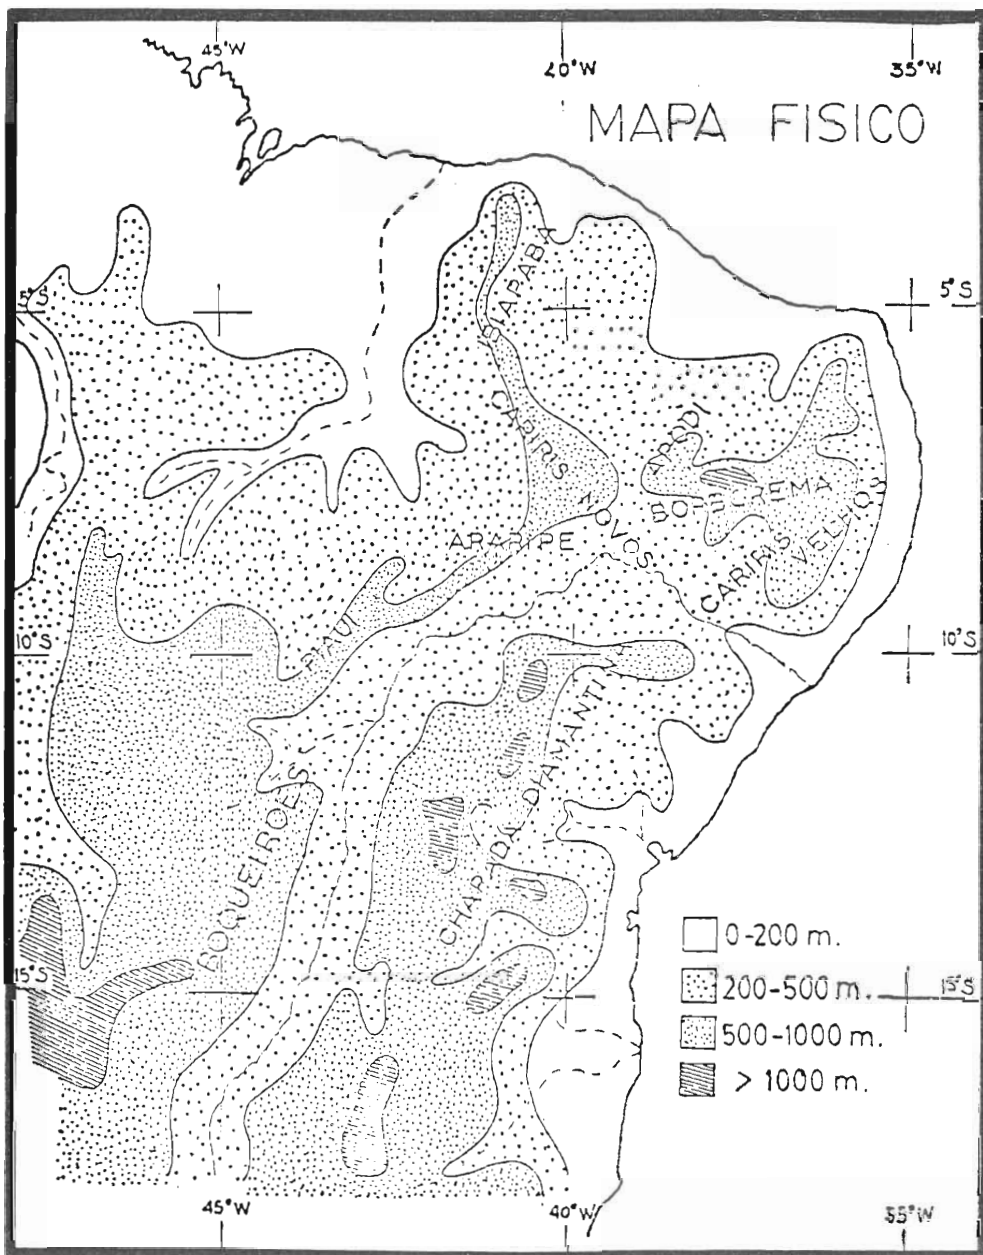 45°W
40°W
35°W
MAPA FISICO
IBIAPABA
5°S
5°S
CARIRIS
NOVOS
APODI
BORBOREMA
ARARIPE
CARIRIS
VELHOS
PIAUI
10°S
10°S
CHAPADA DIAMANTINA
BOQUEIROES
0-200 m.
15°S
200-500 m.
15°S
500-1000 m.
> 1000 m.
45°W
40°W
35°W